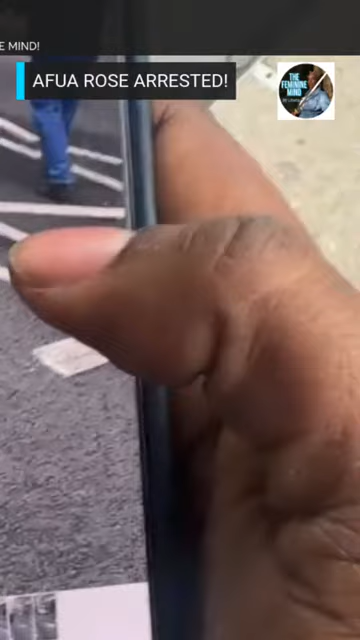 E MIND!
AFUA ROSE ARRESTED!
THE
FEMININE
MIND